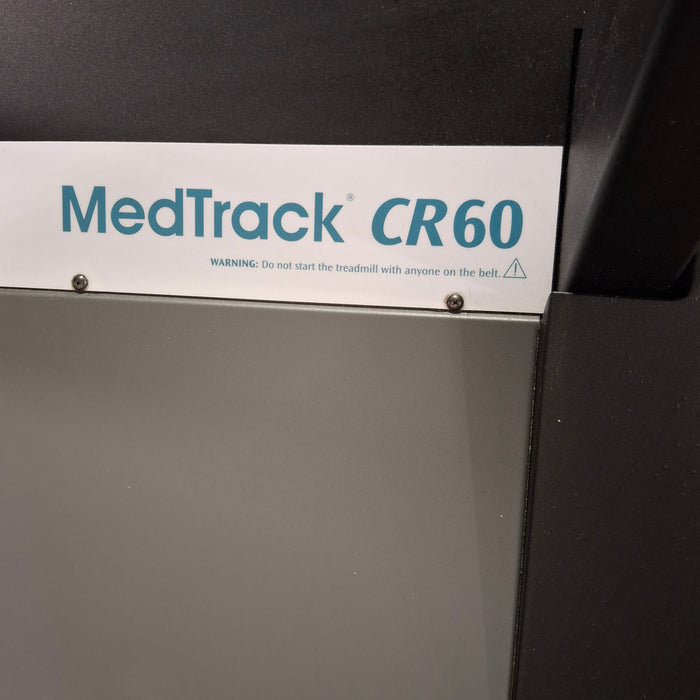 MedTrack® CR60
WARNING: Do not start the treadmill with anyone on the belt.